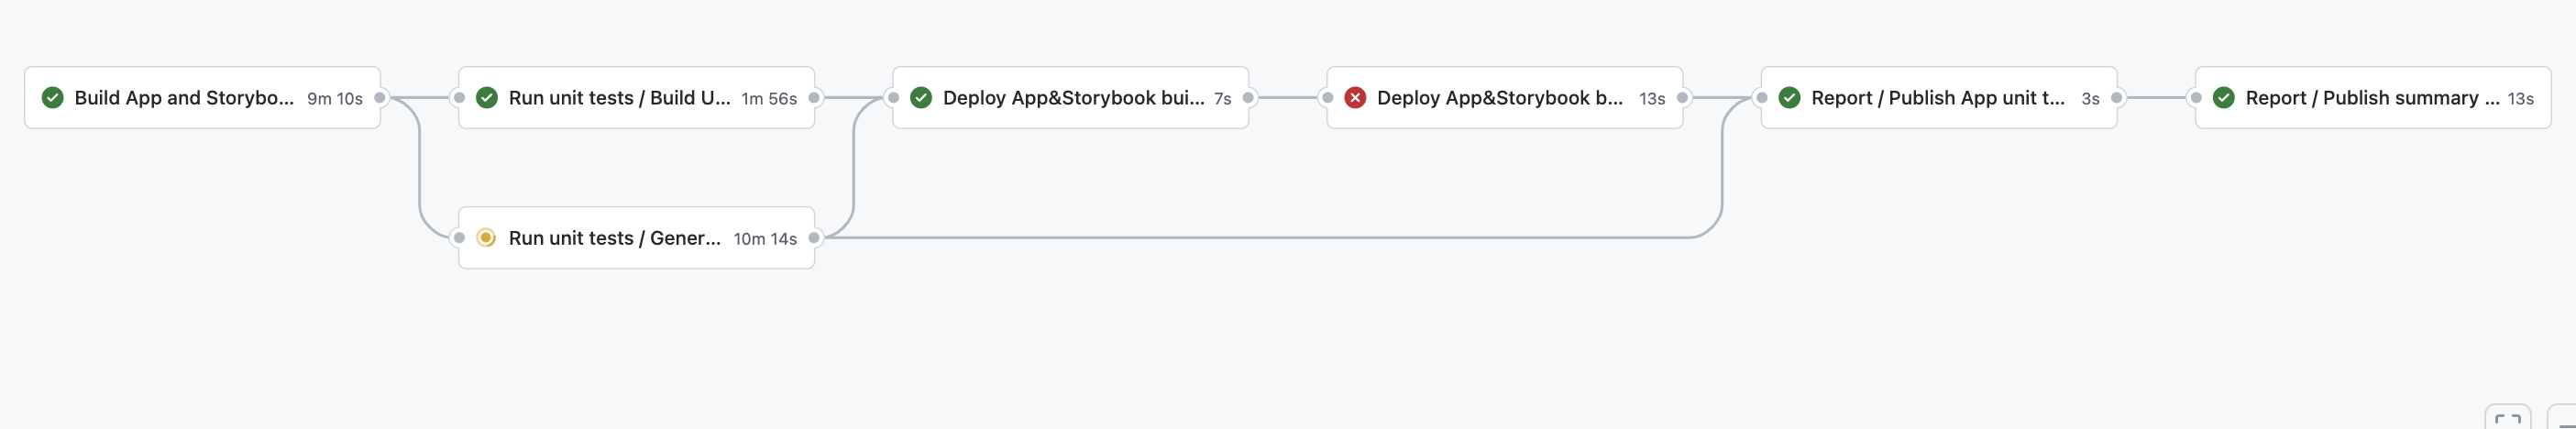 Build App and Storybo... 9m 10s
Run unit tests / Build U... 1m 56s
Deploy App&Storybook bui... 7s
Deploy App&Storybook b... 13s
Report / Publish App unit t... 3s
Report / Publish summary ... 13s
Run unit tests / Gener... 10m 14s